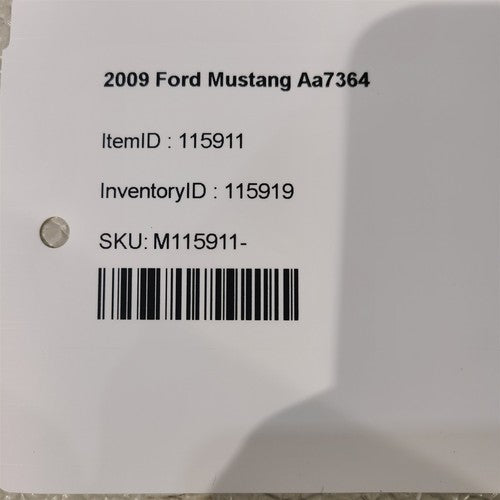 2009 Ford Mustang Aa7364
ItemID : 115911
InventoryID : 115919
SKU: M115911-